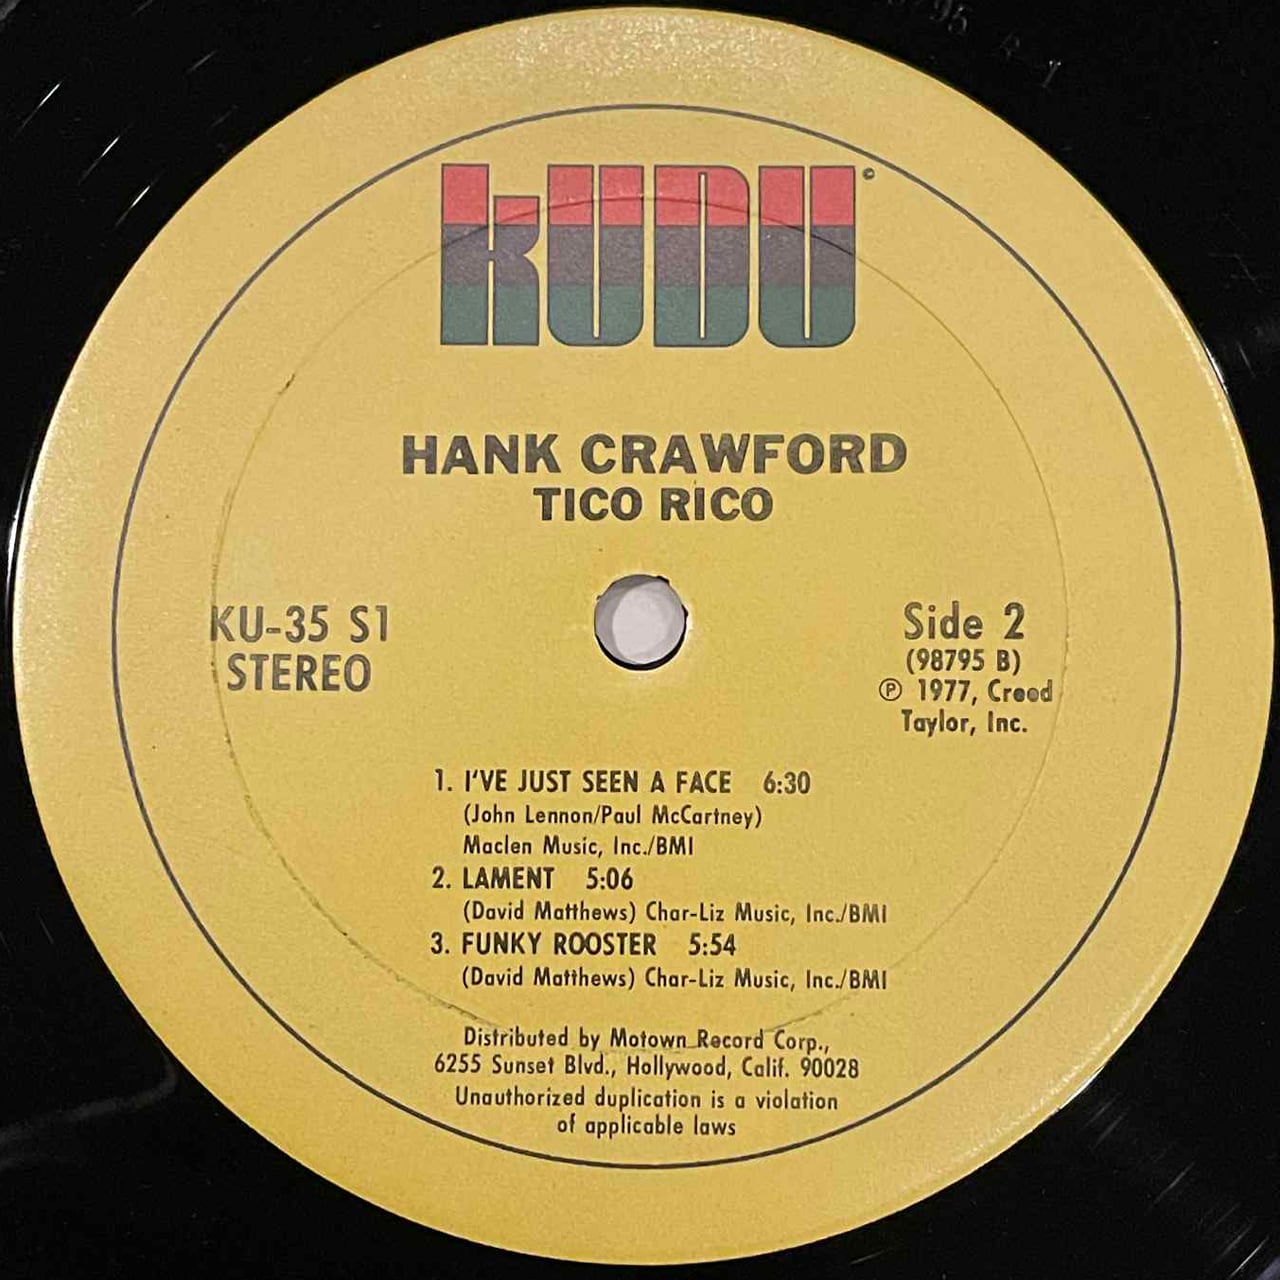 KUDU ©
HANK CRAWFORD
TICO RICO
KU-35 S1
STEREO
Side 2
(98795 B)
℗ 1977, Creed
Taylor, Inc.
1. I'VE JUST SEEN A FACE 6:30
(John Lennon/Paul McCartney)
Maclen Music, Inc./BMI
2. LAMENT 5:06
(David Matthews) Char-Liz Music, Inc./BMI
3. FUNKY ROOSTER 5:54
(David Matthews) Char-Liz Music, Inc./BMI
Distributed by Motown Record Corp.,
6255 Sunset Blvd., Hollywood, Calif. 90028
Unauthorized duplication is a violation
of applicable laws